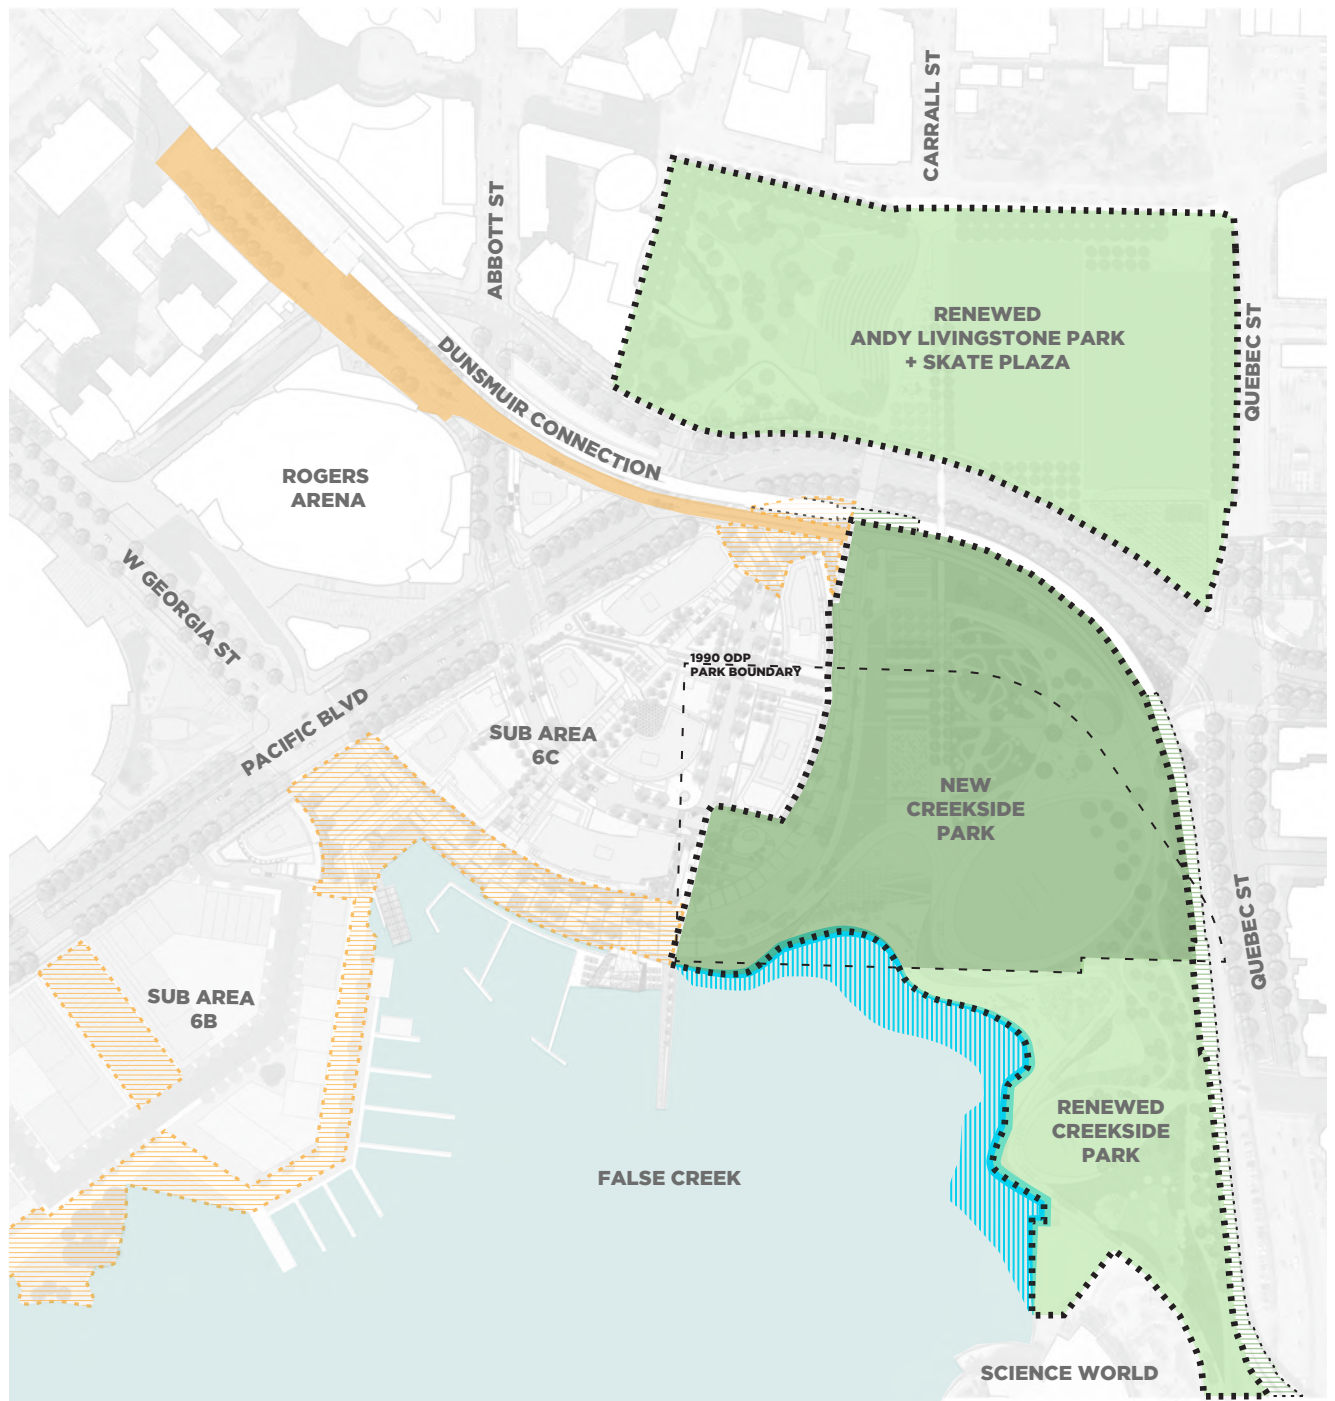 CARRALL ST
ABBOTT ST
RENEWED
ANDY LIVINGSTONE PARK
+ SKATE PLAZA
QUEBEC ST
DUNSMUIR CONNECTION
ROGERS
ARENA
W GEORGIA ST
1990 ODP
PARK BOUNDARY
PACIFIC BLVD
SUB AREA
6C
NEW
CREEKSIDE
PARK
QUEBEC ST
SUB AREA
6B
RENEWED
CREEKSIDE
PARK
FALSE CREEK
SCIENCE WORLD